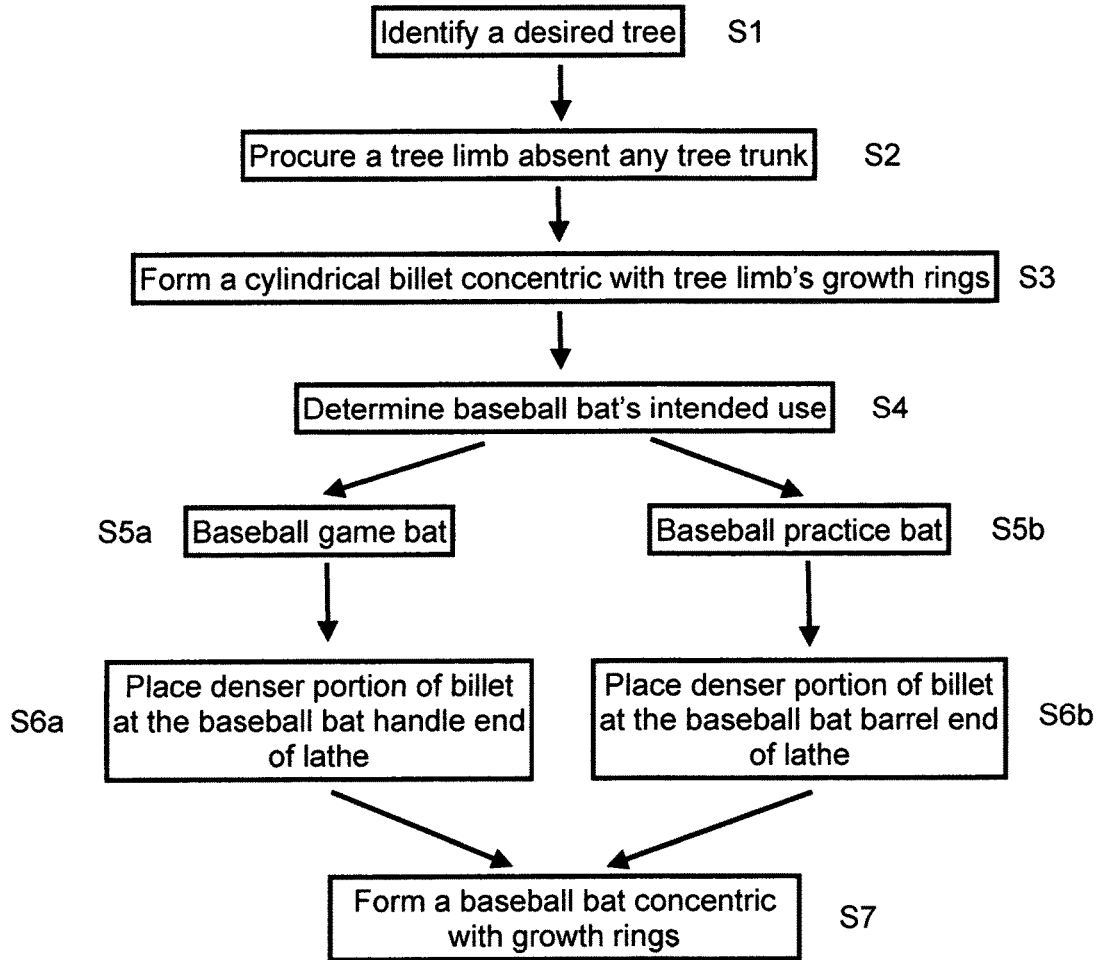 Identify a desired tree S1
Procure a tree limb absent any tree trunk S2
Form a cylindrical billet concentric with tree limb's growth rings S3
Determine baseball bat's intended use S4
S5a Baseball game bat
Baseball practice bat S5b
S6a
Place denser portion of billet
at the baseball bat handle end
of lathe
Place denser portion of billet
at the baseball bat barrel end
of lathe
S6b
Form a baseball bat concentric
with growth rings
S7